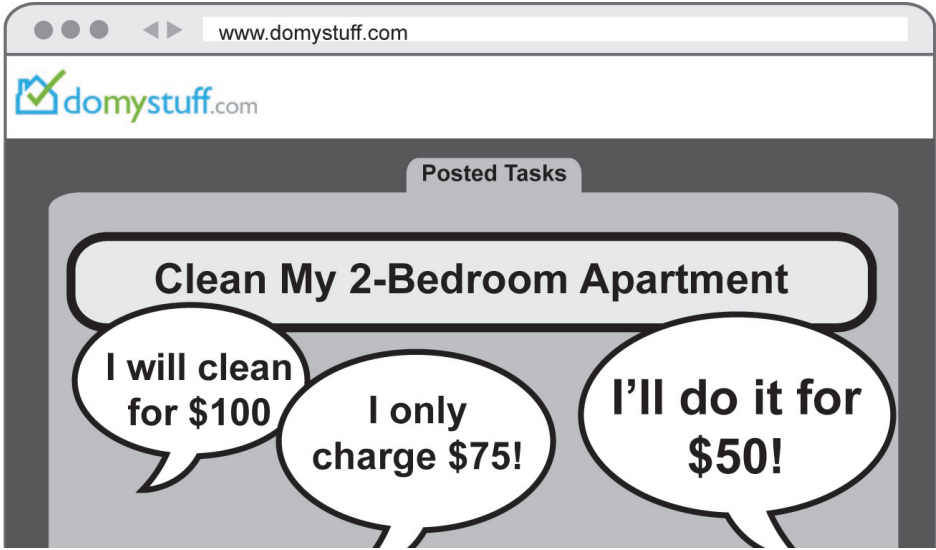 www.domystuff.com
domystuff.com
Posted Tasks
Clean My 2-Bedroom Apartment
I will clean
for $100
I only
charge $75!
I'll do it for
$50!